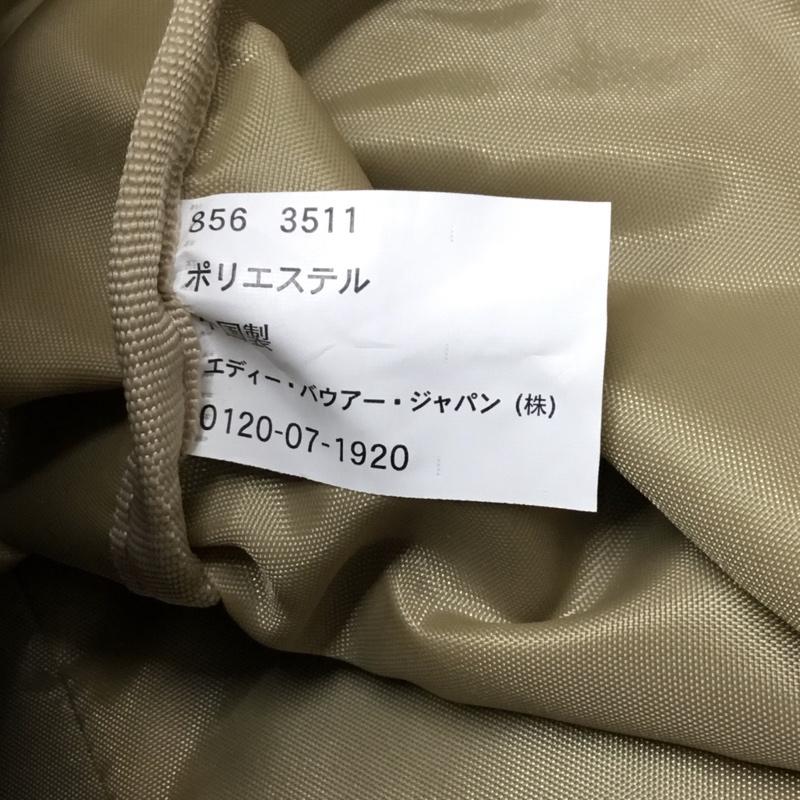 856 3511
ポリエステル
中国製
エディー・バウアー・ジャパン (株)
0120-07-1920